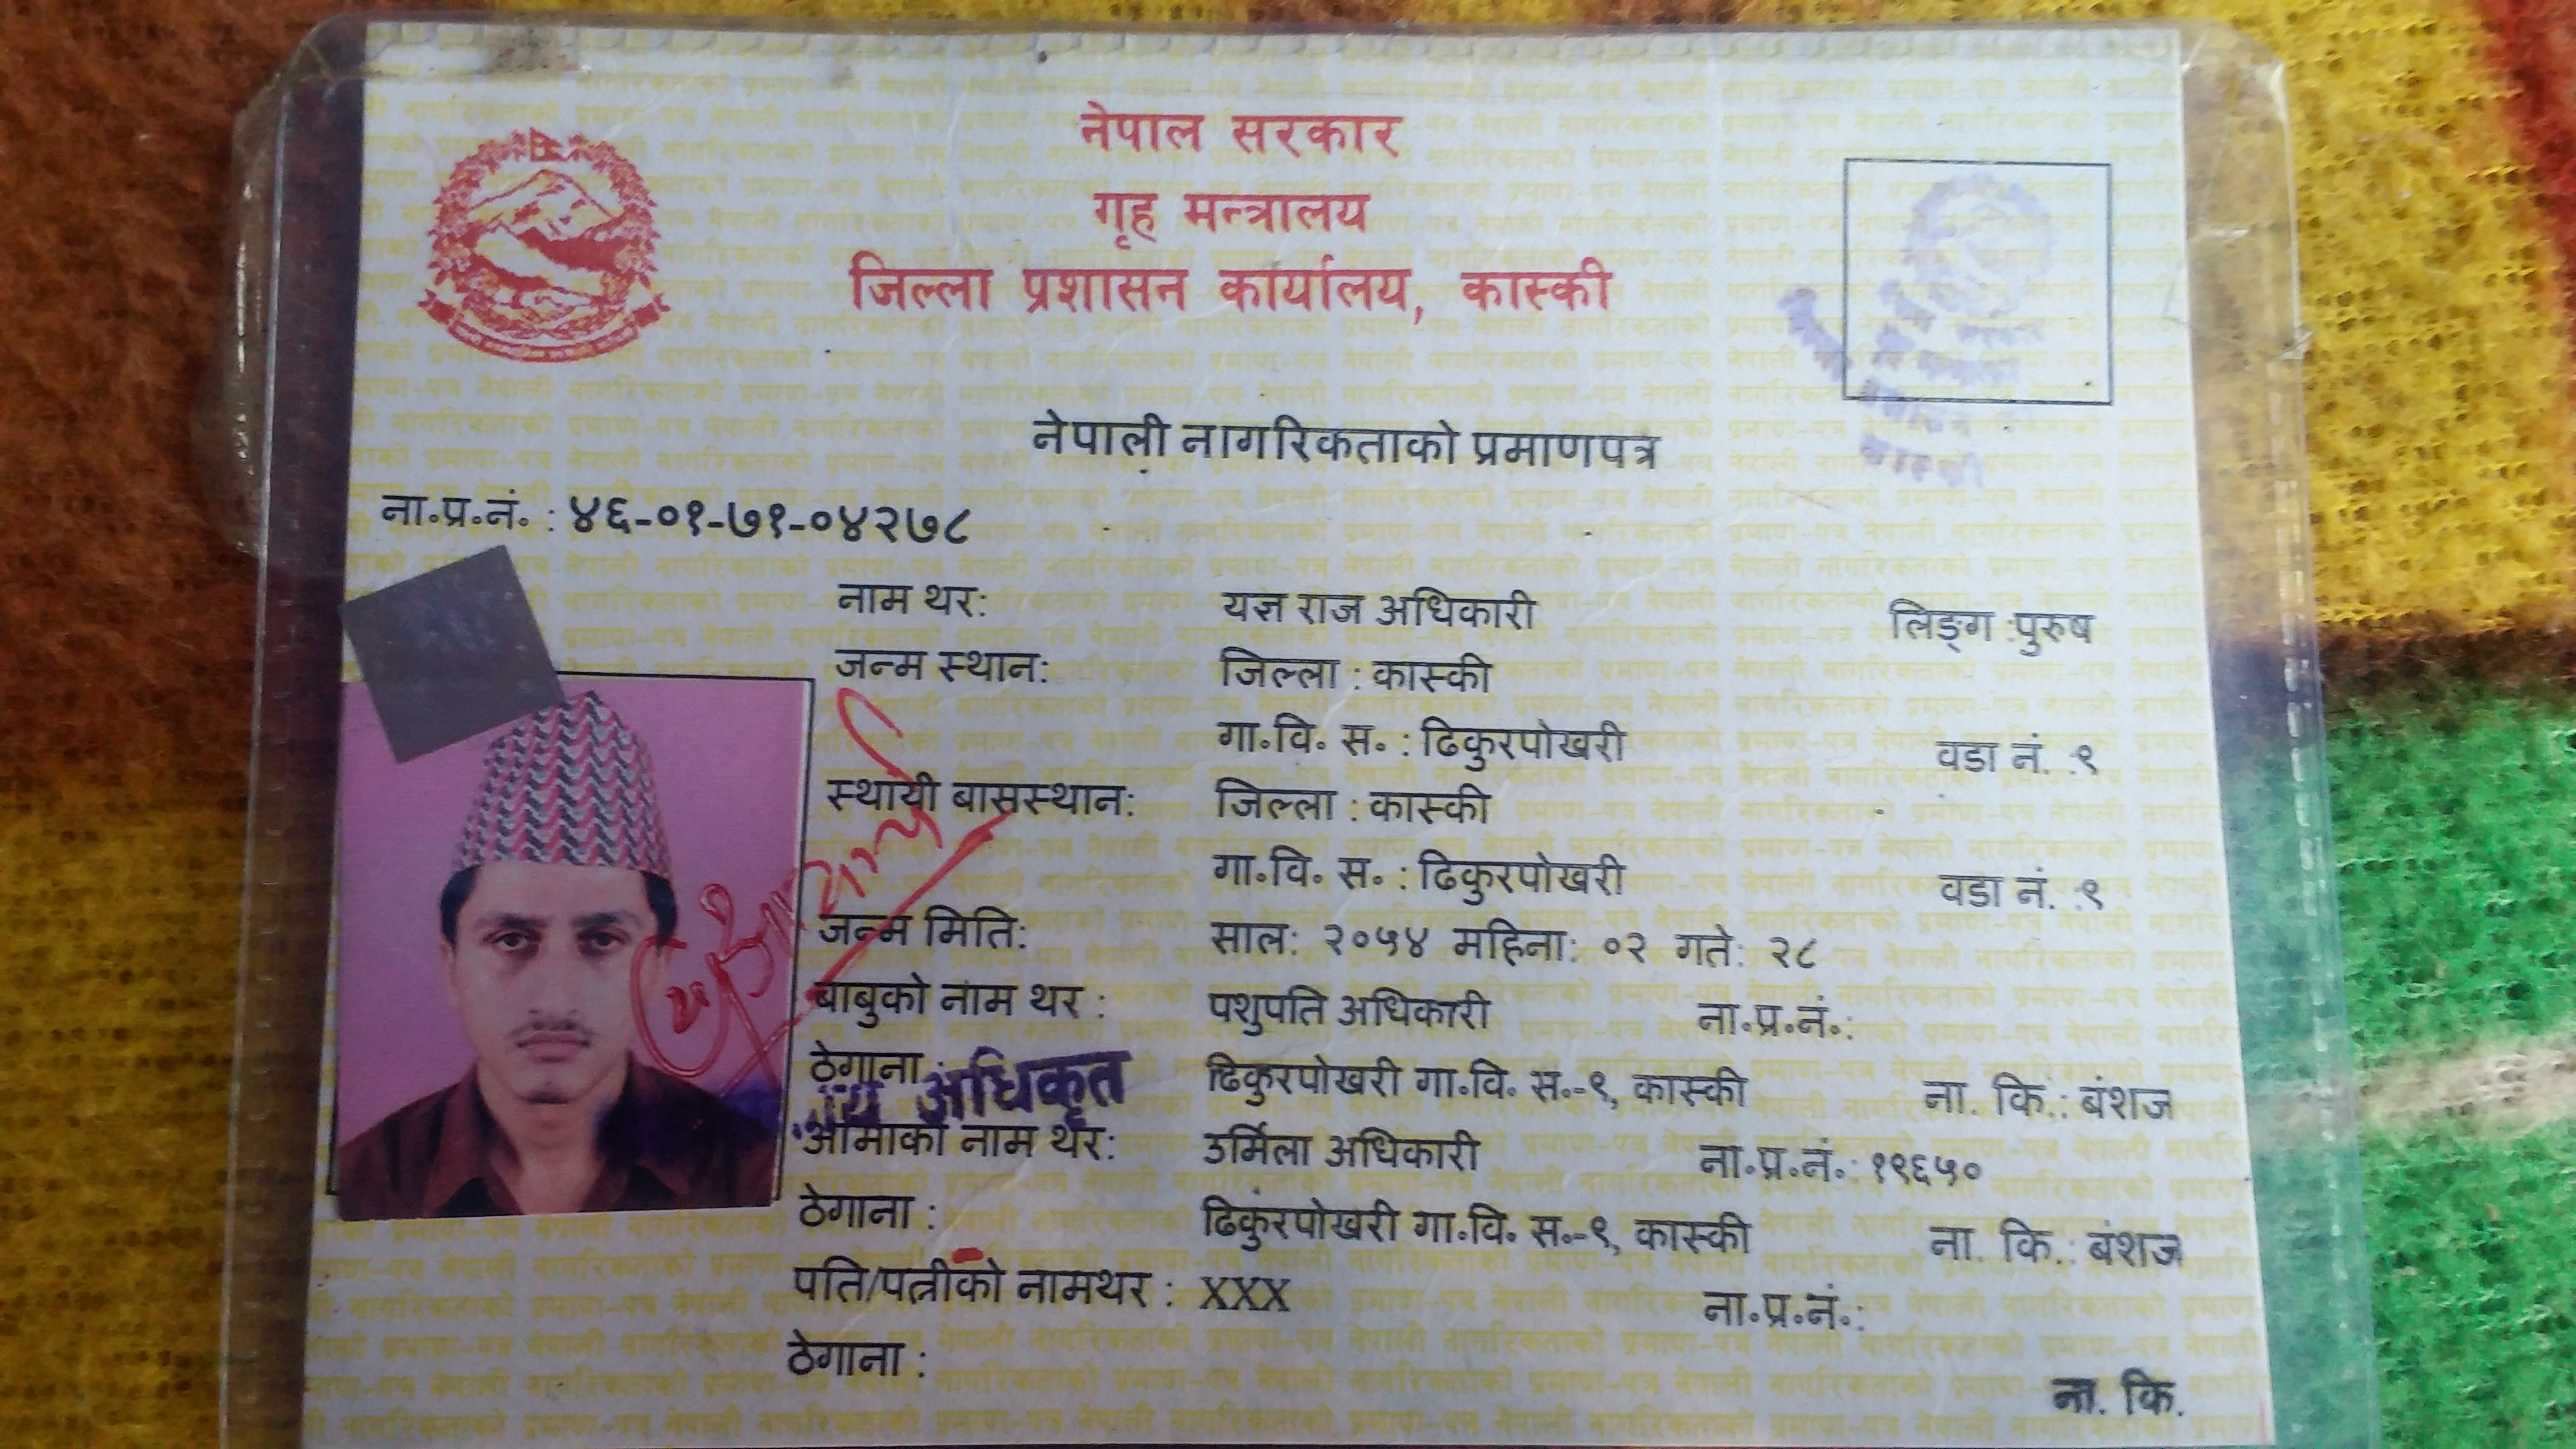 नेपाल सरकार
गृह मन्त्रालय
जिल्ला प्रशासन कार्यालय, कास्की
नेपाली नागरिकताको प्रमाणपत्र
ना.प्र.नं. : ४६-०१-७१-०४२७८
नाम थर: यज्ञ राज अधिकारी लिङ्ग :पुरुष
जन्म स्थान: जिल्ला : कास्की
गा.वि. स. : ढिकुरपोखरी वडा नं. :९
स्थायी बासस्थान: जिल्ला : कास्की
गा.वि. स. : ढिकुरपोखरी वडा नं. :९
जन्म मिति: साल: २०५४ महिना: ०२ गते: २८
बाबुको नाम थर : पशुपति अधिकारी ना.प्र.नं.:
ठेगाना: ढिकुरपोखरी गा.वि. स.-९, कास्की ना. कि.: वंशज
आमाको नाम थर: उर्मिला अधिकारी ना.प्र.नं.: ११६५०
ठेगाना : ढिकुरपोखरी गा.वि. स.-९, कास्की ना. कि.: वंशज
पति/पत्नीको नामथर : XXX ना.प्र.नं.:
ठेगाना : ना. कि.
अधिकृत